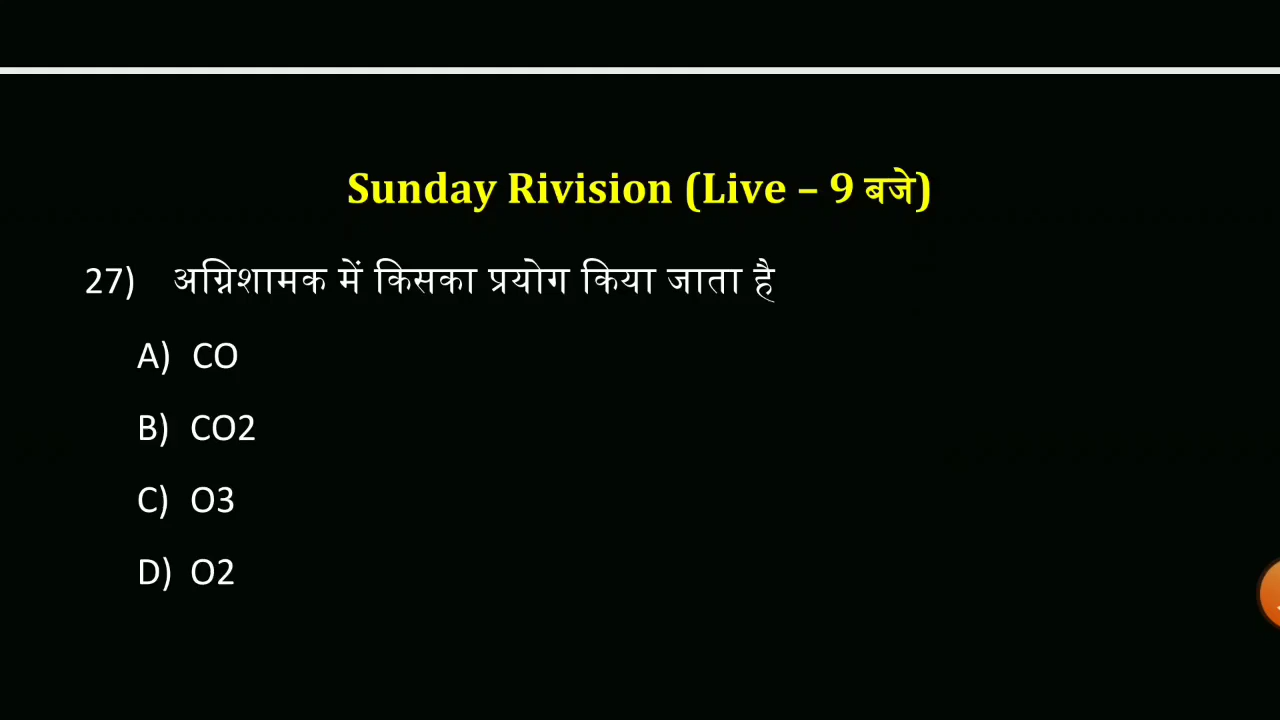 Sunday Rivision (Live – 9 बजे)
27) अग्निशामक में किसका प्रयोग किया जाता है
A) CO
B) CO2
C) O3
D) O2